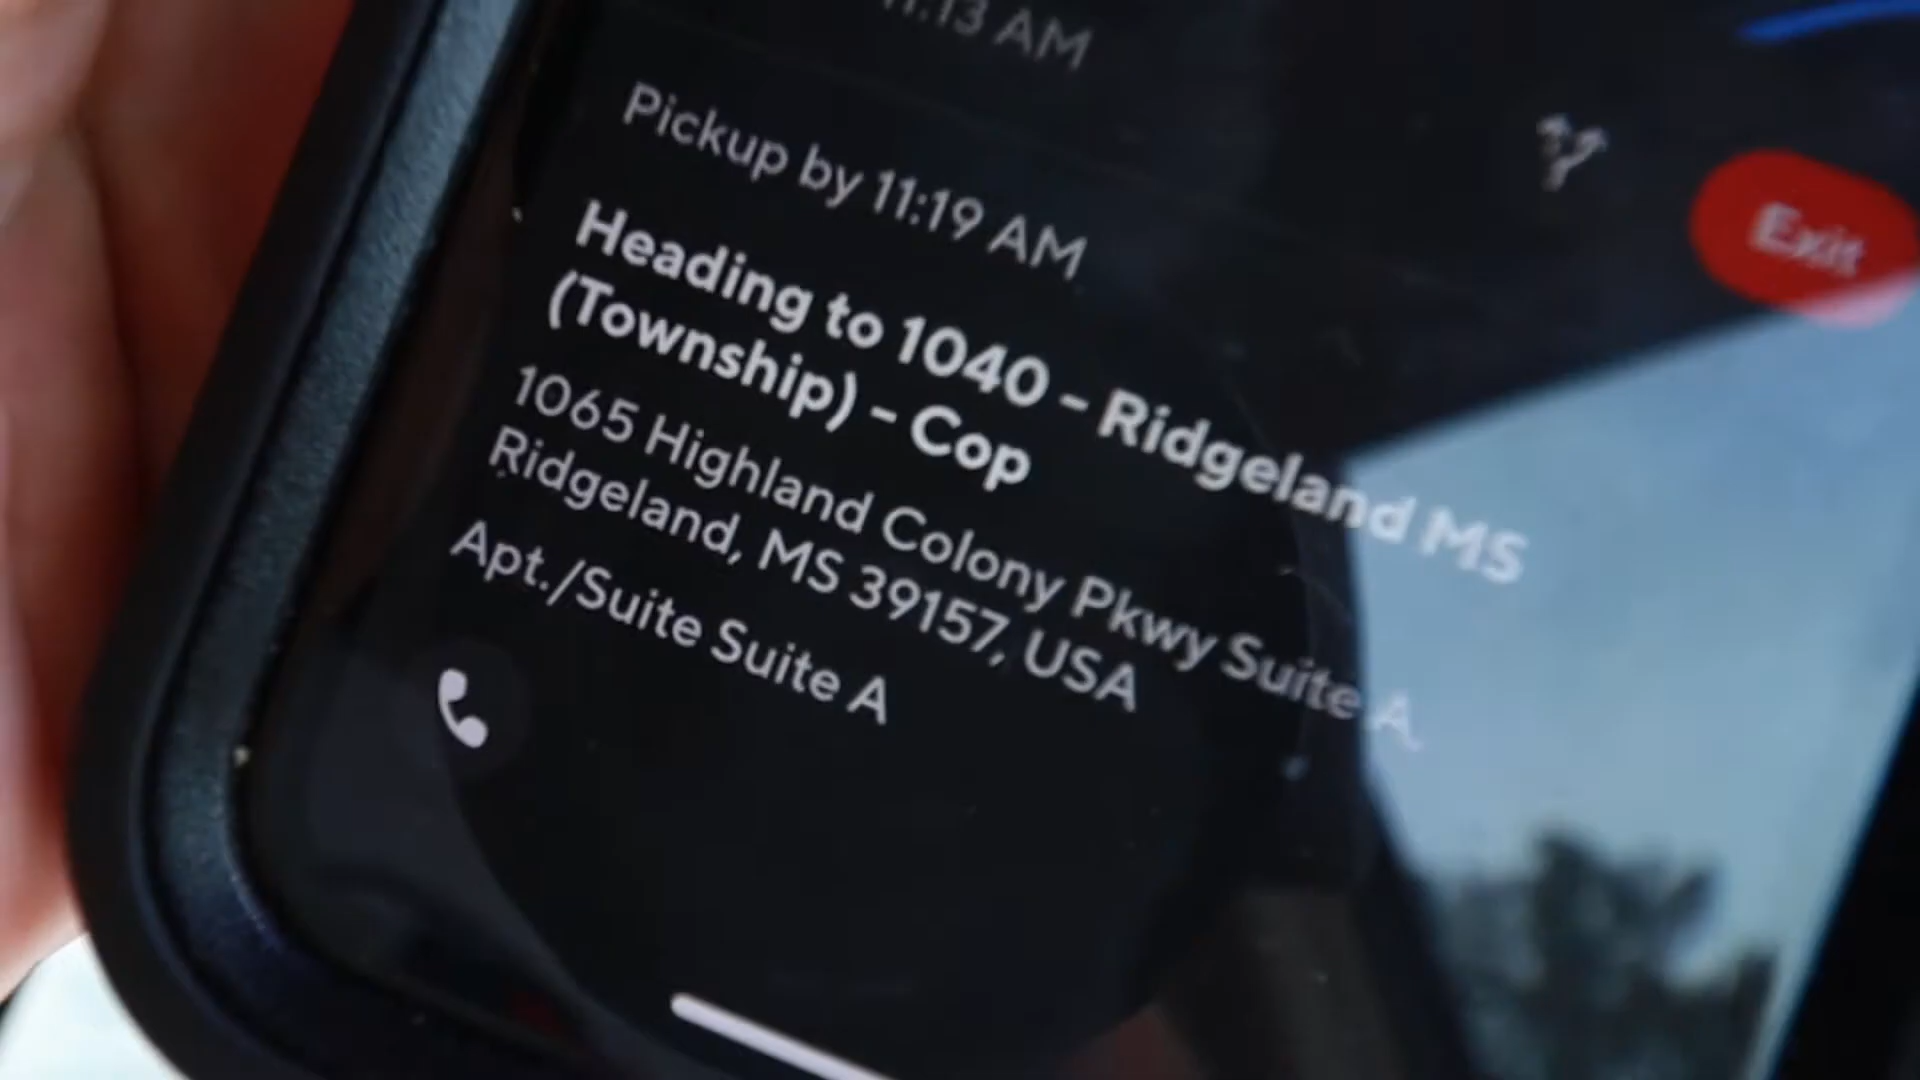 11:13 AM
Pickup by 11:19 AM
Exit
Heading to 1040 - Ridgeland MS
(Township) - Cop
1065 Highland Colony Pkwy Suite A,
Ridgeland, MS 39157, USA
Apt./Suite Suite A